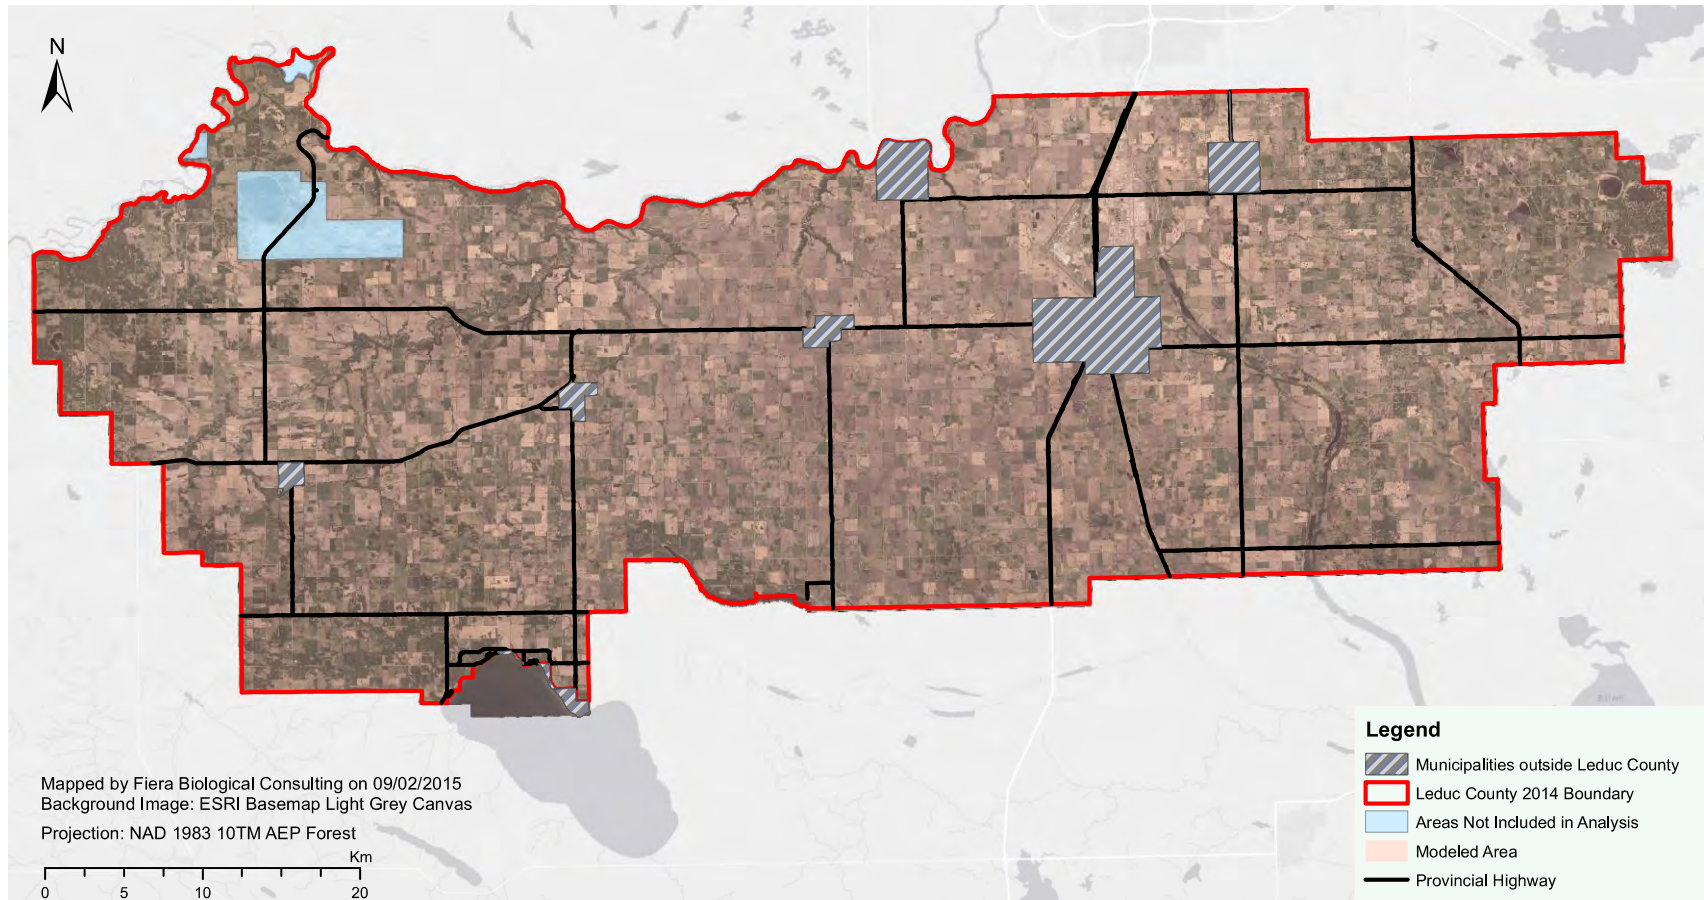 N
Mapped by Fiera Biological Consulting on 09/02/2015
Background Image: ESRI Basemap Light Grey Canvas
Projection: NAD 1983 10TM AEP Forest
Km
0 5 10 20
Legend
Municipalities outside Leduc County
Leduc County 2014 Boundary
Areas Not Included in Analysis
Modeled Area
Provincial Highway